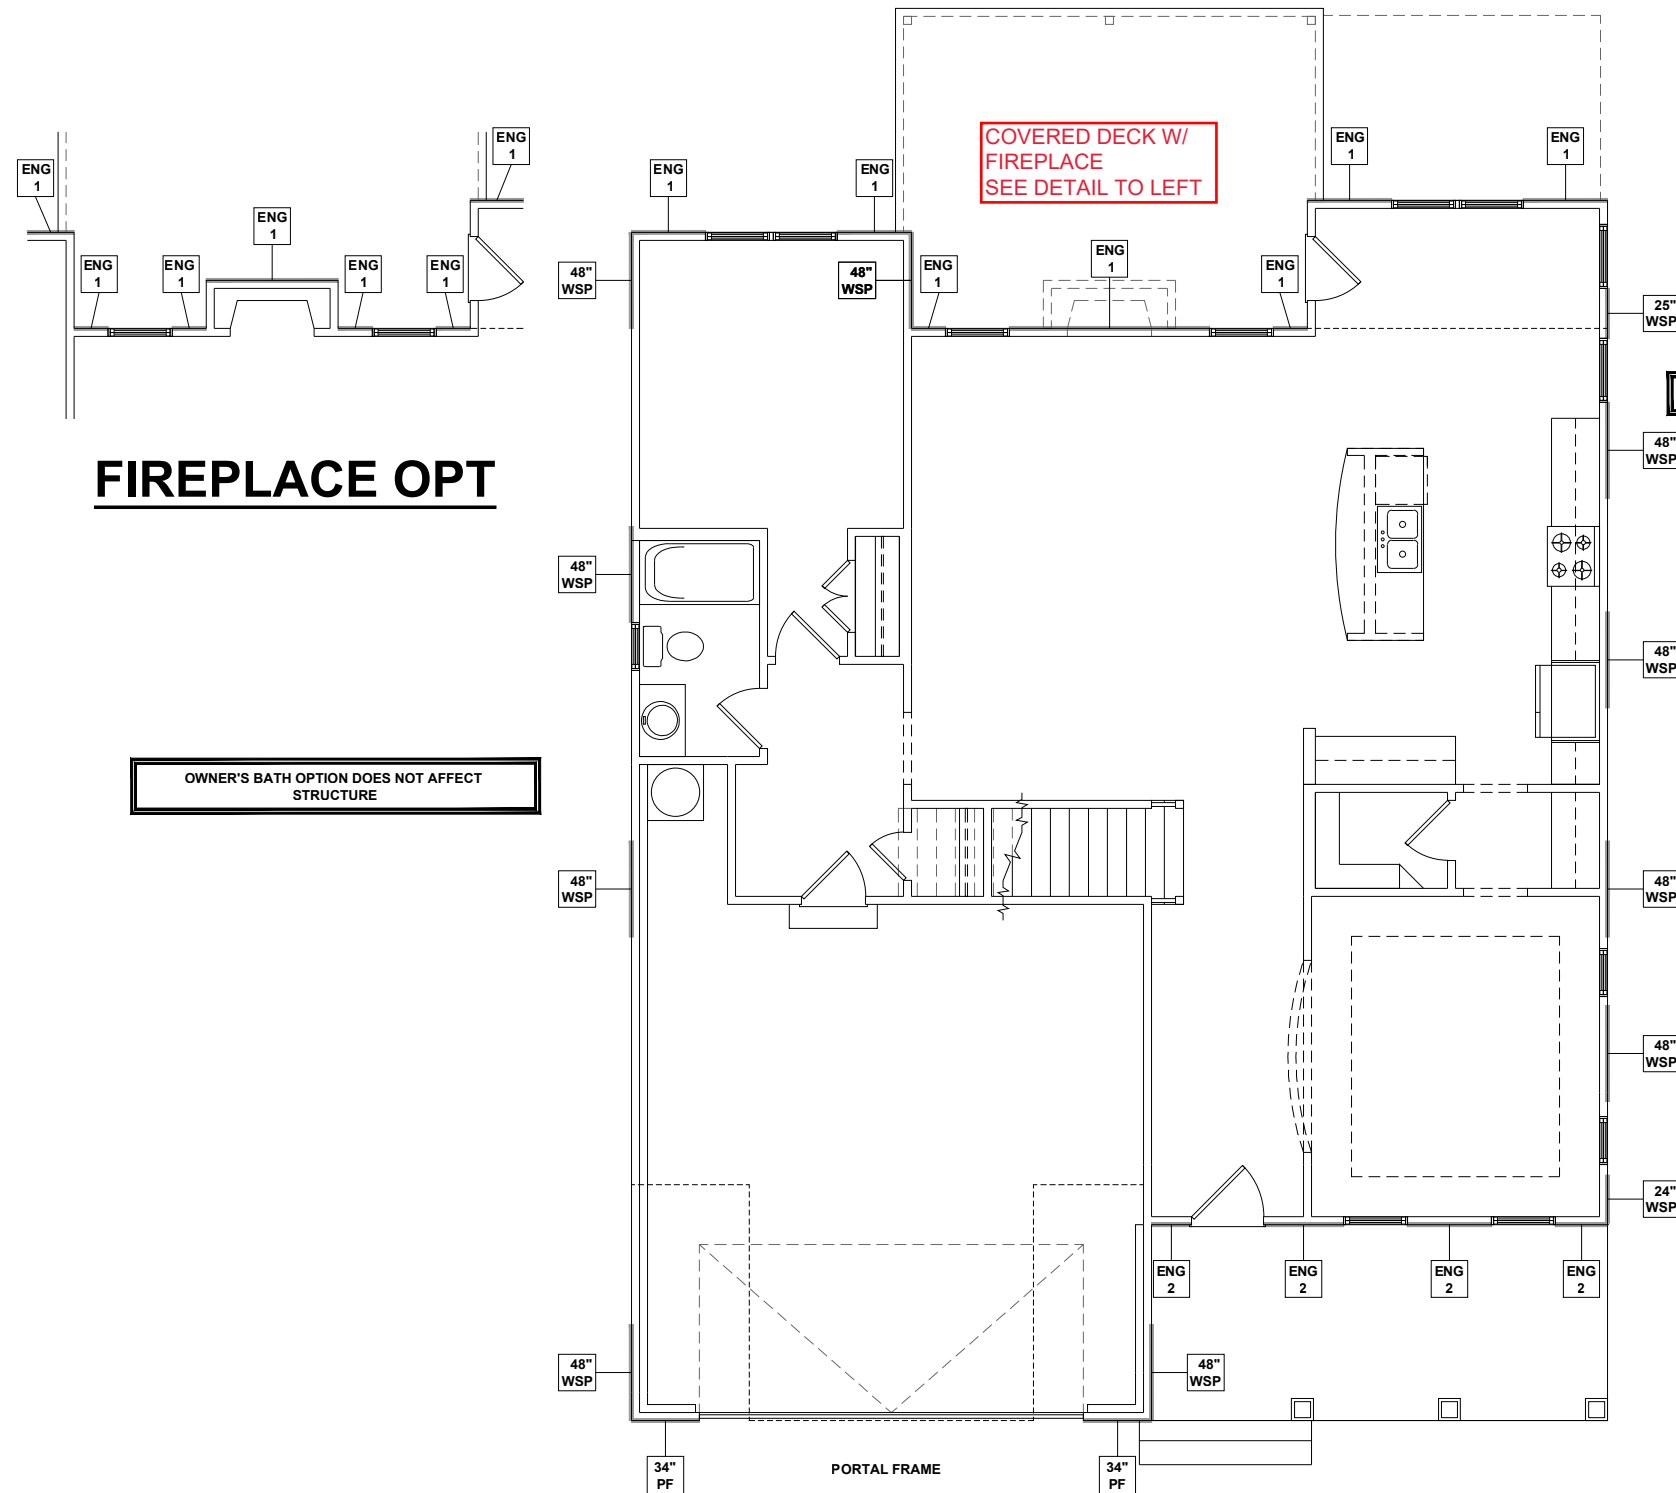 ENG
1
ENG
1
ENG
1
ENG
1
ENG
1
ENG
1
ENG
1
FIREPLACE OPT
OWNER'S BATH OPTION DOES NOT AFFECT
STRUCTURE
COVERED DECK W/
FIREPLACE
SEE DETAIL TO LEFT
ENG
1
ENG
1
ENG
1
ENG
1
ENG
1
ENG
1
ENG
1
48"
WSP
48"
WSP
25"
WSP
48"
WSP
48"
WSP
48"
WSP
48"
WSP
48"
WSP
48"
WSP
24"
WSP
ENG
2
ENG
2
ENG
2
ENG
2
48"
WSP
48"
WSP
34"
PF
PORTAL FRAME
34"
PF